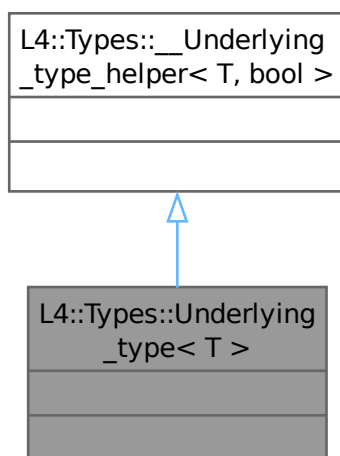 L4::Types::__Underlying
_type_helper< T, bool >
L4::Types::Underlying
_type< T >